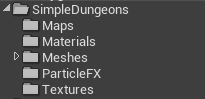 SimpleDungeons
Maps
Materials
Meshes
ParticleFX
Textures